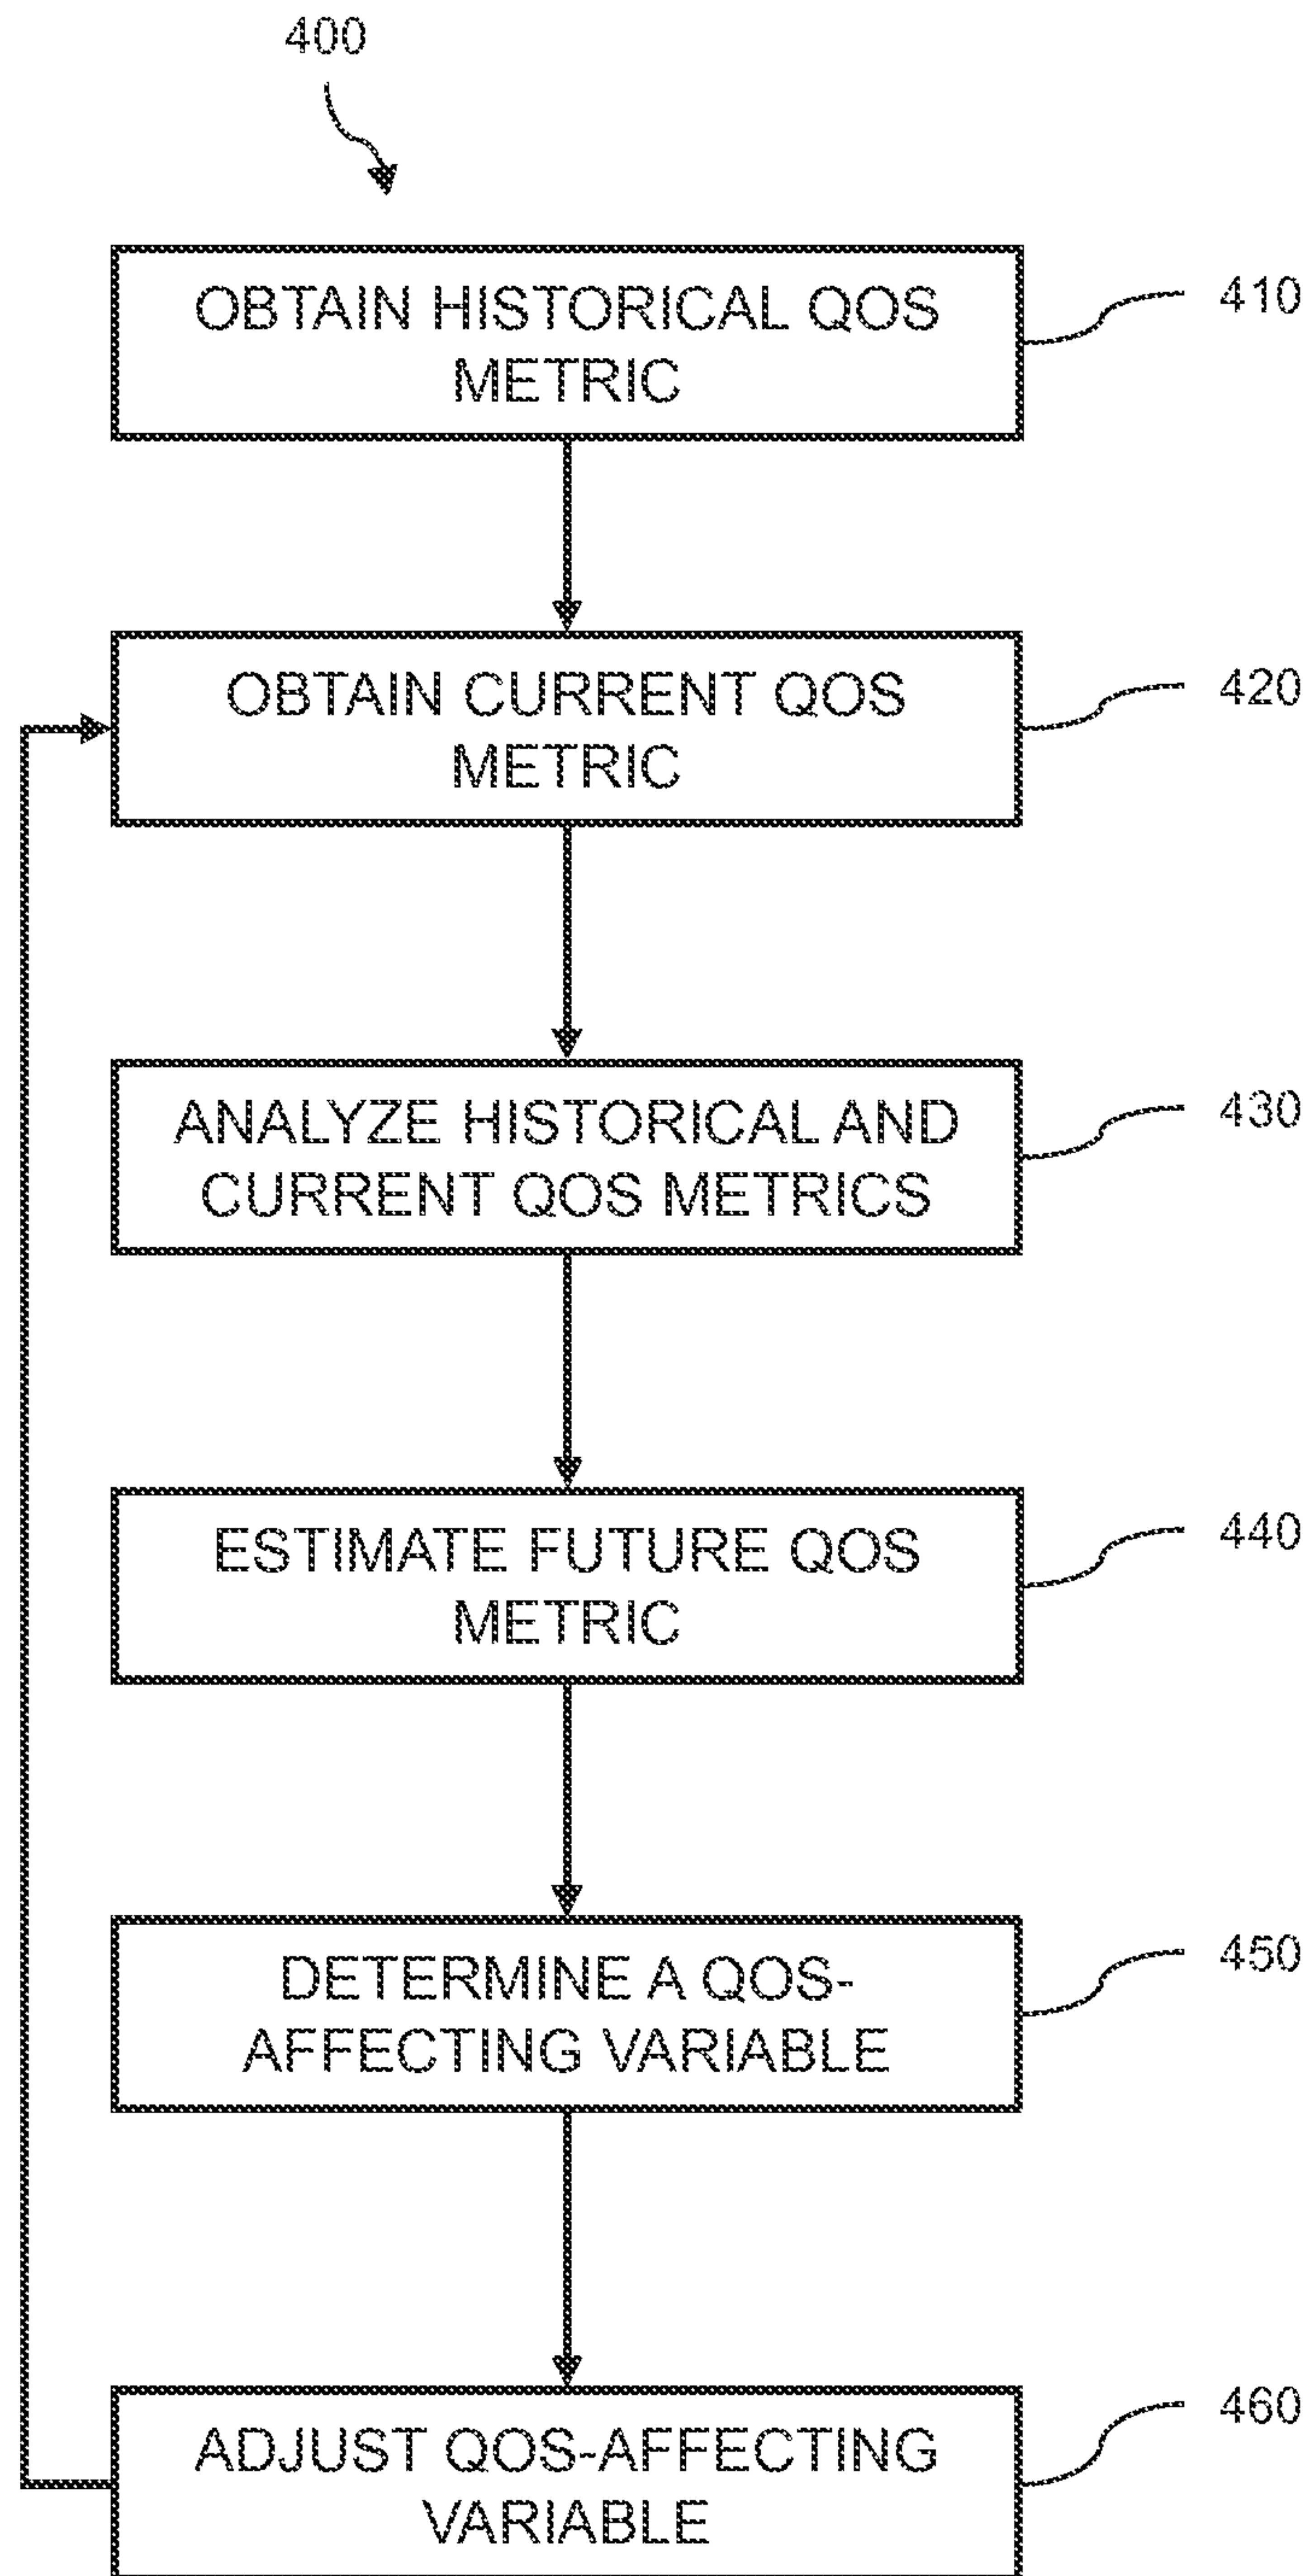 400
OBTAIN HISTORICAL QOS
METRIC
410
OBTAIN CURRENT QOS
METRIC
420
ANALYZE HISTORICAL AND
CURRENT QOS METRICS
430
ESTIMATE FUTURE QOS
METRIC
440
DETERMINE A QOS-
AFFECTING VARIABLE
450
ADJUST QOS-AFFECTING
VARIABLE
460